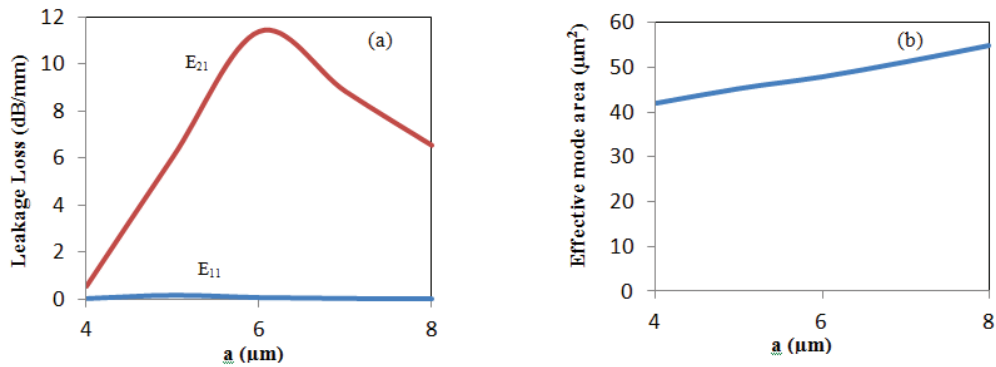 (a)
Leakage Loss (dB/mm)
12
10
8
6
4
2
0
E21
E11
4 6 8
a (µm)
(b)
Effective mode area (µm²)
60
50
40
30
20
10
0
4 6 8
a (µm)